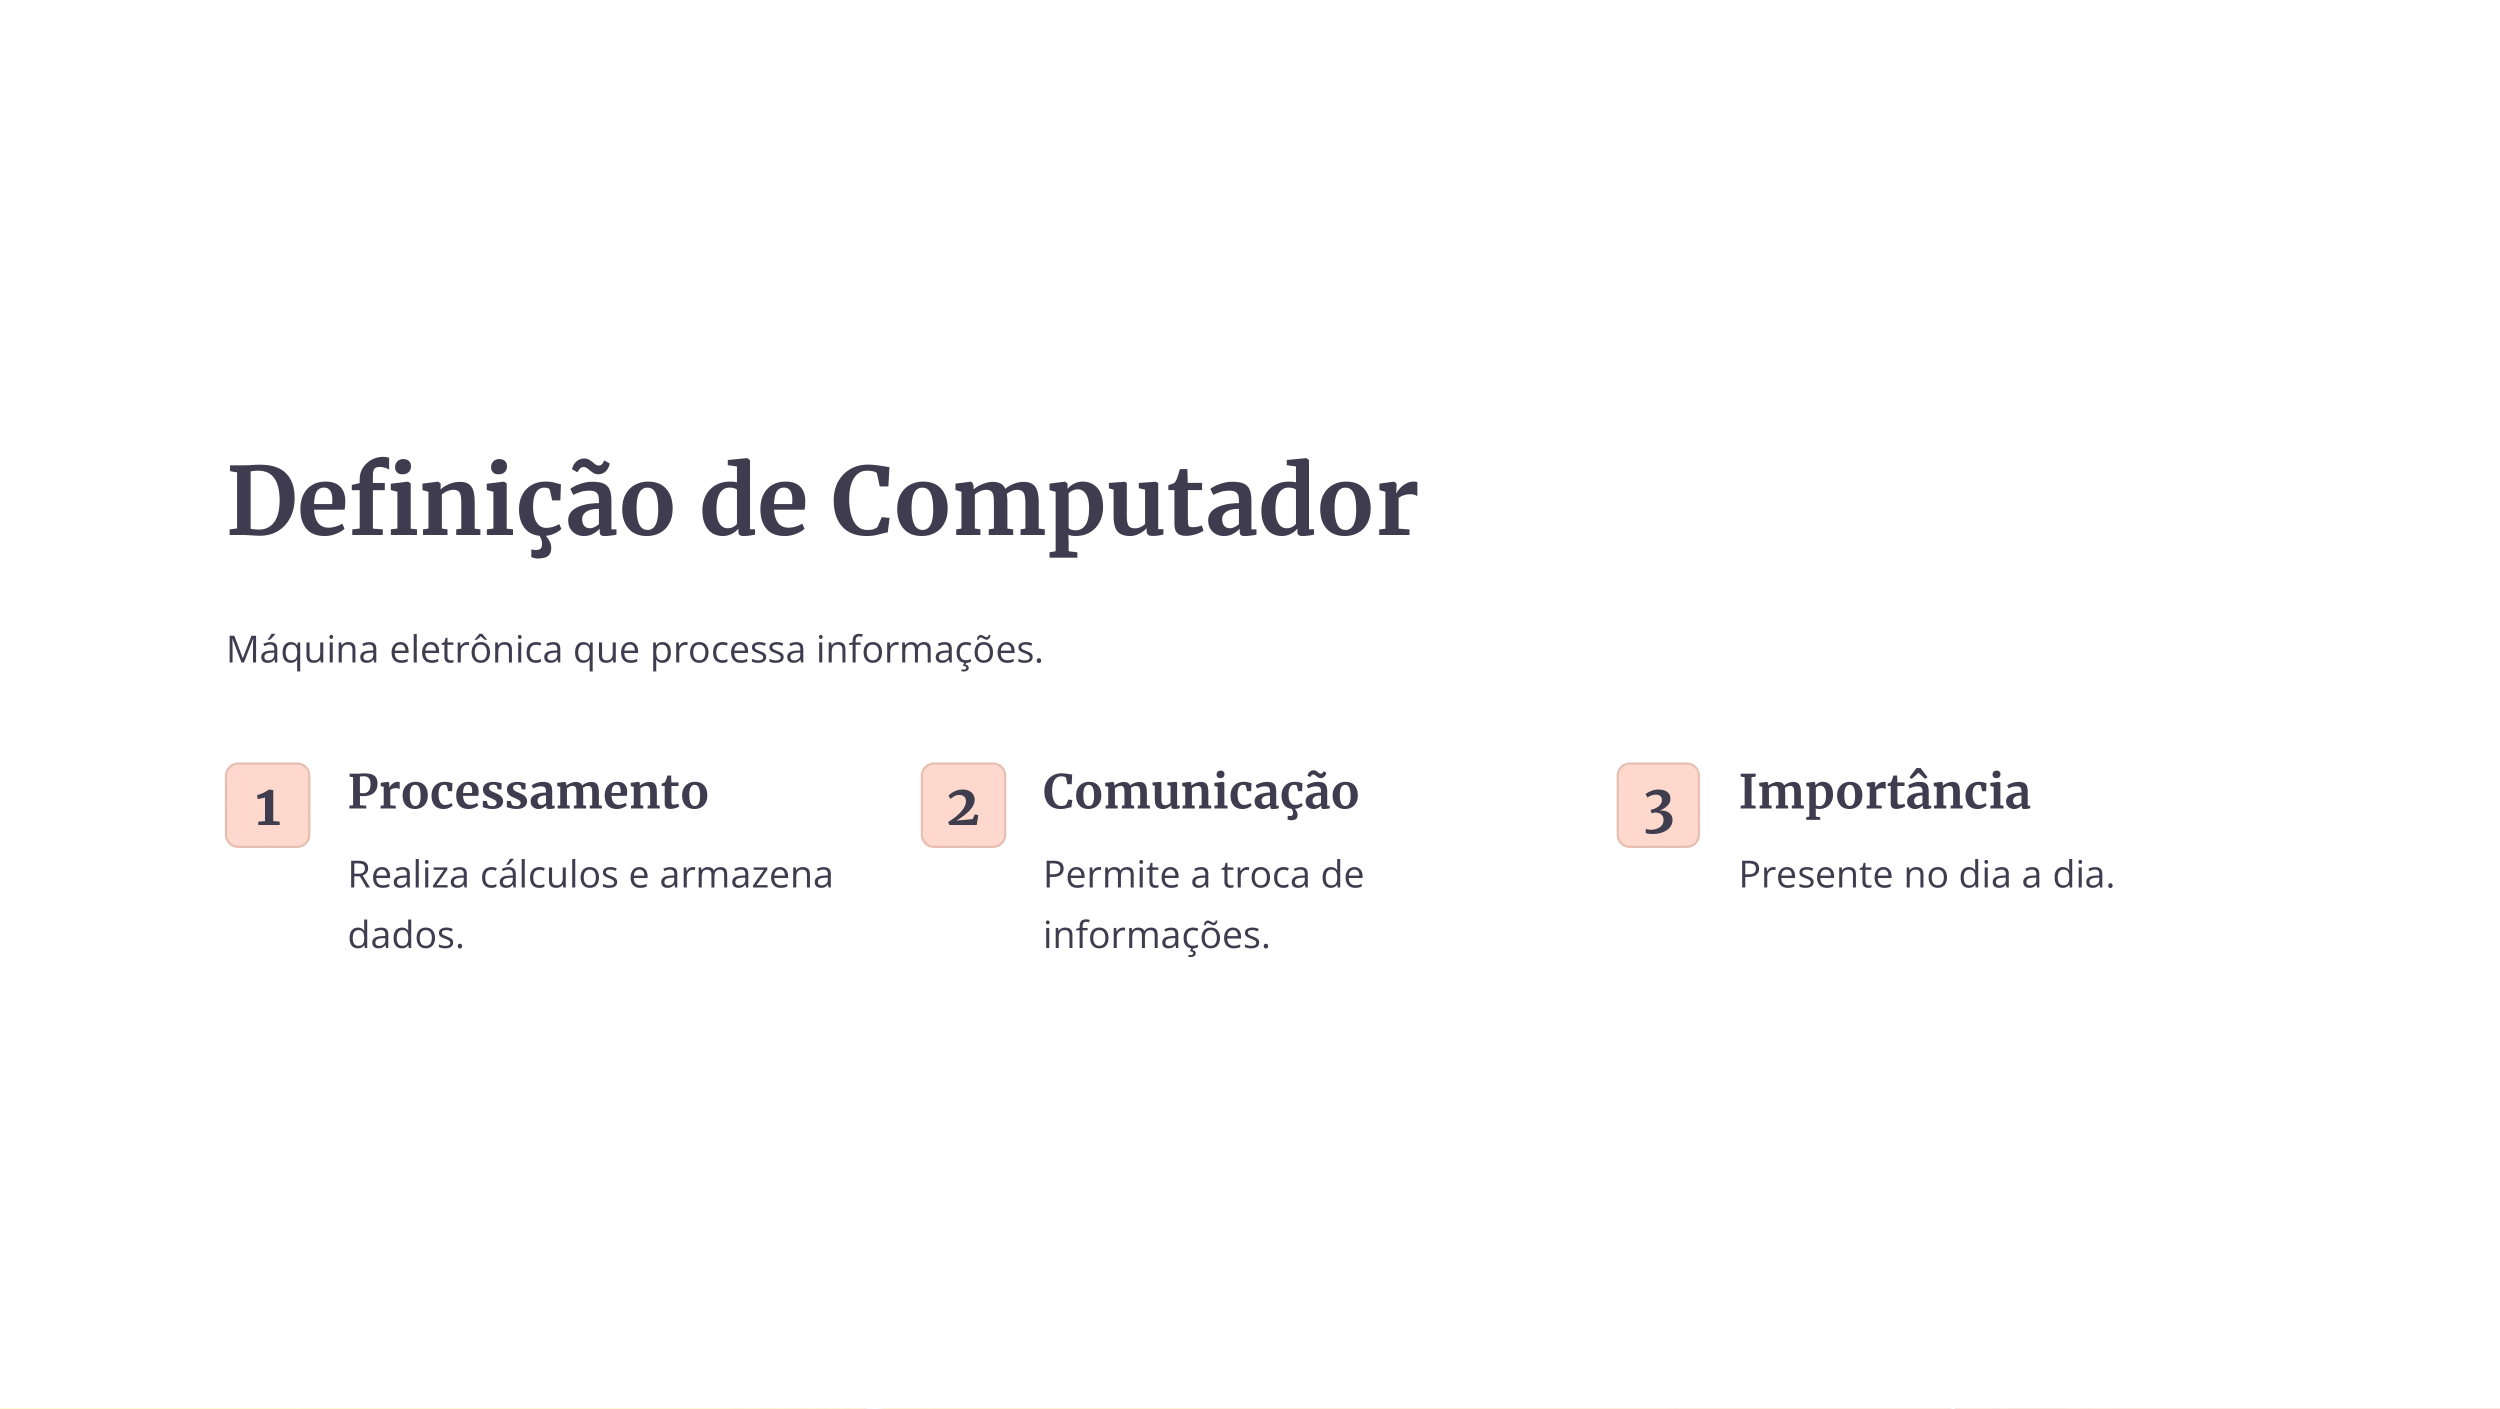 Definição de Computador
Máquina eletrônica que processa informações.
1
Processamento
Realiza cálculos e armazena
dados.
2
Comunicação
Permite a troca de
informações.
3
Importância
Presente no dia a dia.